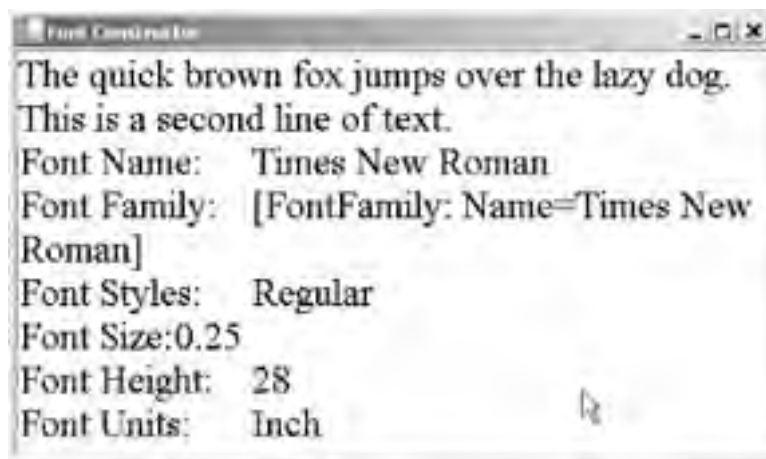 Font Constructor
The quick brown fox jumps over the lazy dog.
This is a second line of text.
Font Name: Times New Roman
Font Family: [FontFamily: Name=Times New
Roman]
Font Styles: Regular
Font Size:0.25
Font Height: 28
Font Units: Inch